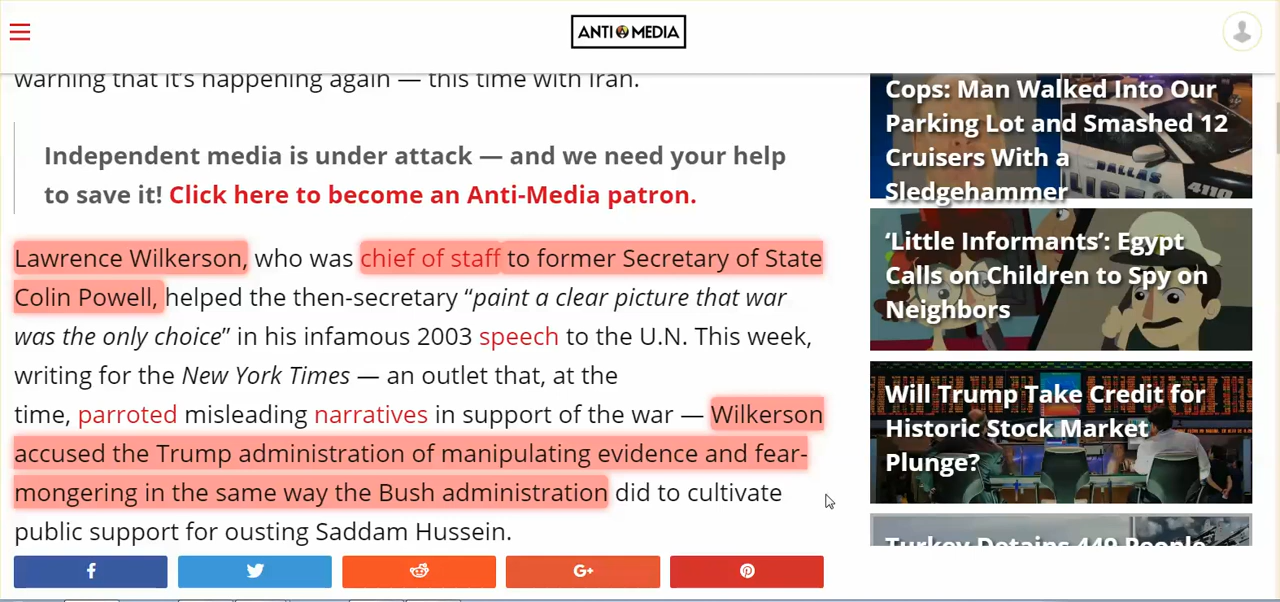 ANTI MEDIA
warning that it's happening again — this time with Iran.
Independent media is under attack — and we need your help
to save it! Click here to become an Anti-Media patron.
Lawrence Wilkerson, who was chief of staff to former Secretary of State
Colin Powell, helped the then-secretary “paint a clear picture that war
was the only choice” in his infamous 2003 speech to the U.N. This week,
writing for the New York Times — an outlet that, at the
time, parroted misleading narratives in support of the war — Wilkerson
accused the Trump administration of manipulating evidence and fear-
mongering in the same way the Bush administration did to cultivate
public support for ousting Saddam Hussein.
f
G+
Cops: Man Walked Into Our
Parking Lot and Smashed 12
Cruisers With a
Sledgehammer
DALLAS
4110
‘Little Informants’: Egypt
Calls on Children to Spy on
Neighbors
Will Trump Take Credit for
Historic Stock Market
Plunge?
Turkey Detains 449 People